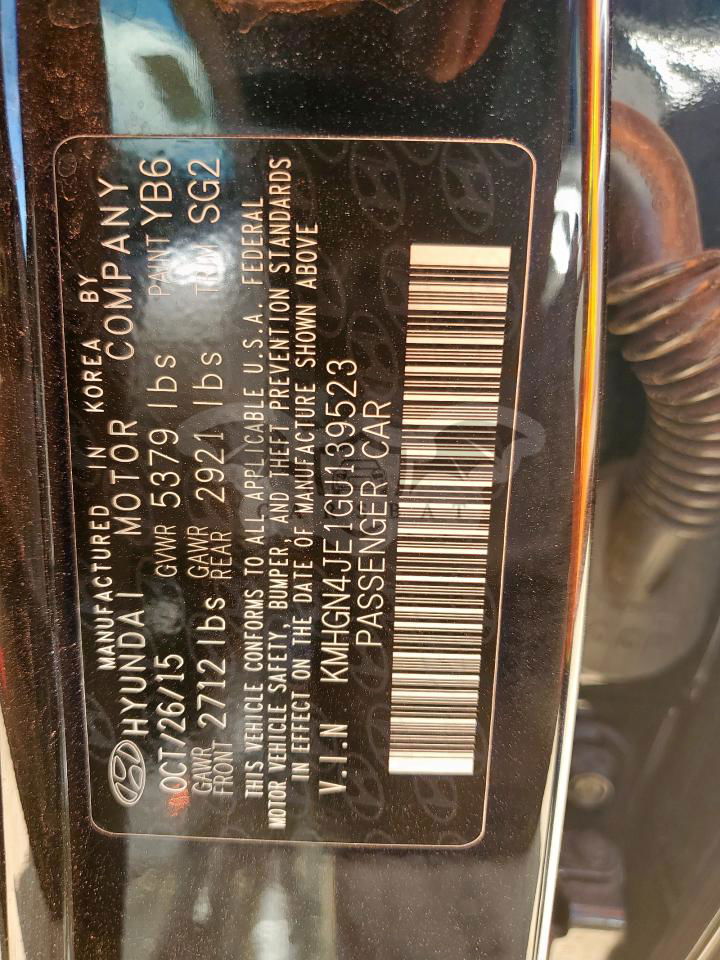 MANUFACTURED IN KOREA BY
HYUNDAI MOTOR COMPANY
OCT/26/15 GVWR 5379 lbs PAINT YB6
GAWR FRONT 2712 lbs GAWR REAR 2921 lbs TRIM SG2
THIS VEHICLE CONFORMS TO ALL APPLICABLE U.S.A. FEDERAL
MOTOR VEHICLE SAFETY, BUMPER, AND THEFT PREVENTION STANDARDS
IN EFFECT ON THE DATE OF MANUFACTURE SHOWN ABOVE
V.I.N KMHGN4JE1GU139523
PASSENGER CAR